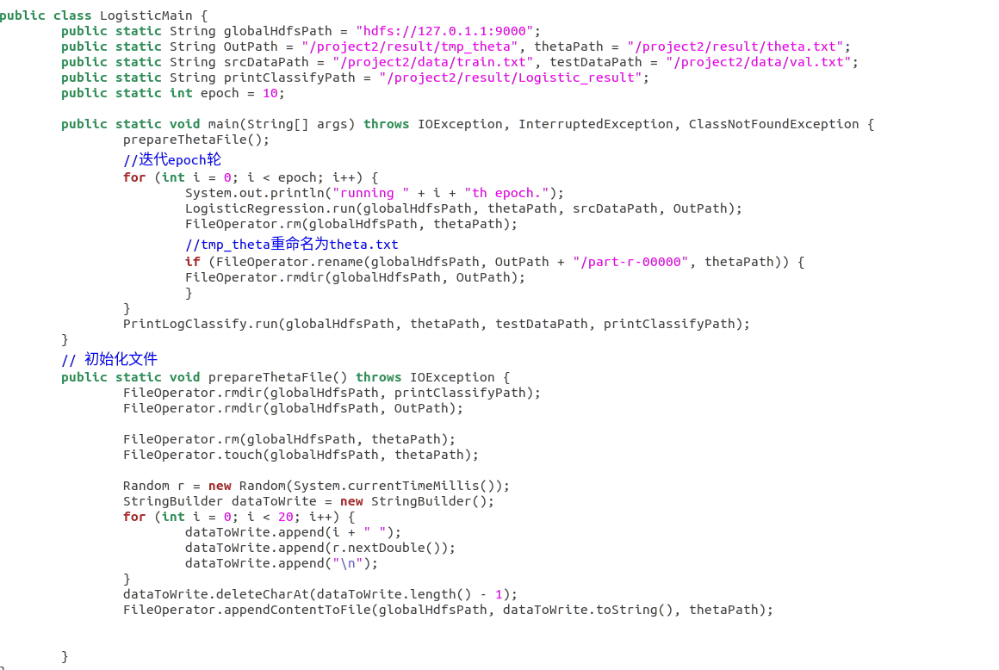 public class LogisticMain {
public static String globalHdfsPath = "hdfs://127.0.1.1:9000";
public static String OutPath = "/project2/result/tmp_theta", thetaPath = "/project2/result/theta.txt";
public static String srcDataPath = "/project2/data/train.txt", testDataPath = "/project2/data/val.txt";
public static String printClassifyPath = "/project2/result/Logistic_result";
public static int epoch = 10;
public static void main(String[] args) throws IOException, InterruptedException, ClassNotFoundException {
prepareThetaFile();
//迭代epoch轮
for (int i = 0; i < epoch; i++) {
System.out.println("running " + i + "th epoch.");
LogisticRegression.run(globalHdfsPath, thetaPath, srcDataPath, OutPath);
FileOperator.rm(globalHdfsPath, thetaPath);
//tmp_theta重命名为theta.txt
if (FileOperator.rename(globalHdfsPath, OutPath + "/part-r-00000", thetaPath)) {
FileOperator.rmdir(globalHdfsPath, OutPath);
}
}
PrintLogClassify.run(globalHdfsPath, thetaPath, testDataPath, printClassifyPath);
}
// 初始化文件
public static void prepareThetaFile() throws IOException {
FileOperator.rmdir(globalHdfsPath, printClassifyPath);
FileOperator.rmdir(globalHdfsPath, OutPath);
FileOperator.rm(globalHdfsPath, thetaPath);
FileOperator.touch(globalHdfsPath, thetaPath);
Random r = new Random(System.currentTimeMillis());
StringBuilder dataToWrite = new StringBuilder();
for (int i = 0; i < 20; i++) {
dataToWrite.append(i + " ");
dataToWrite.append(r.nextDouble());
dataToWrite.append("\n");
}
dataToWrite.deleteCharAt(dataToWrite.length() - 1);
FileOperator.appendContentToFile(globalHdfsPath, dataToWrite.toString(), thetaPath);
}